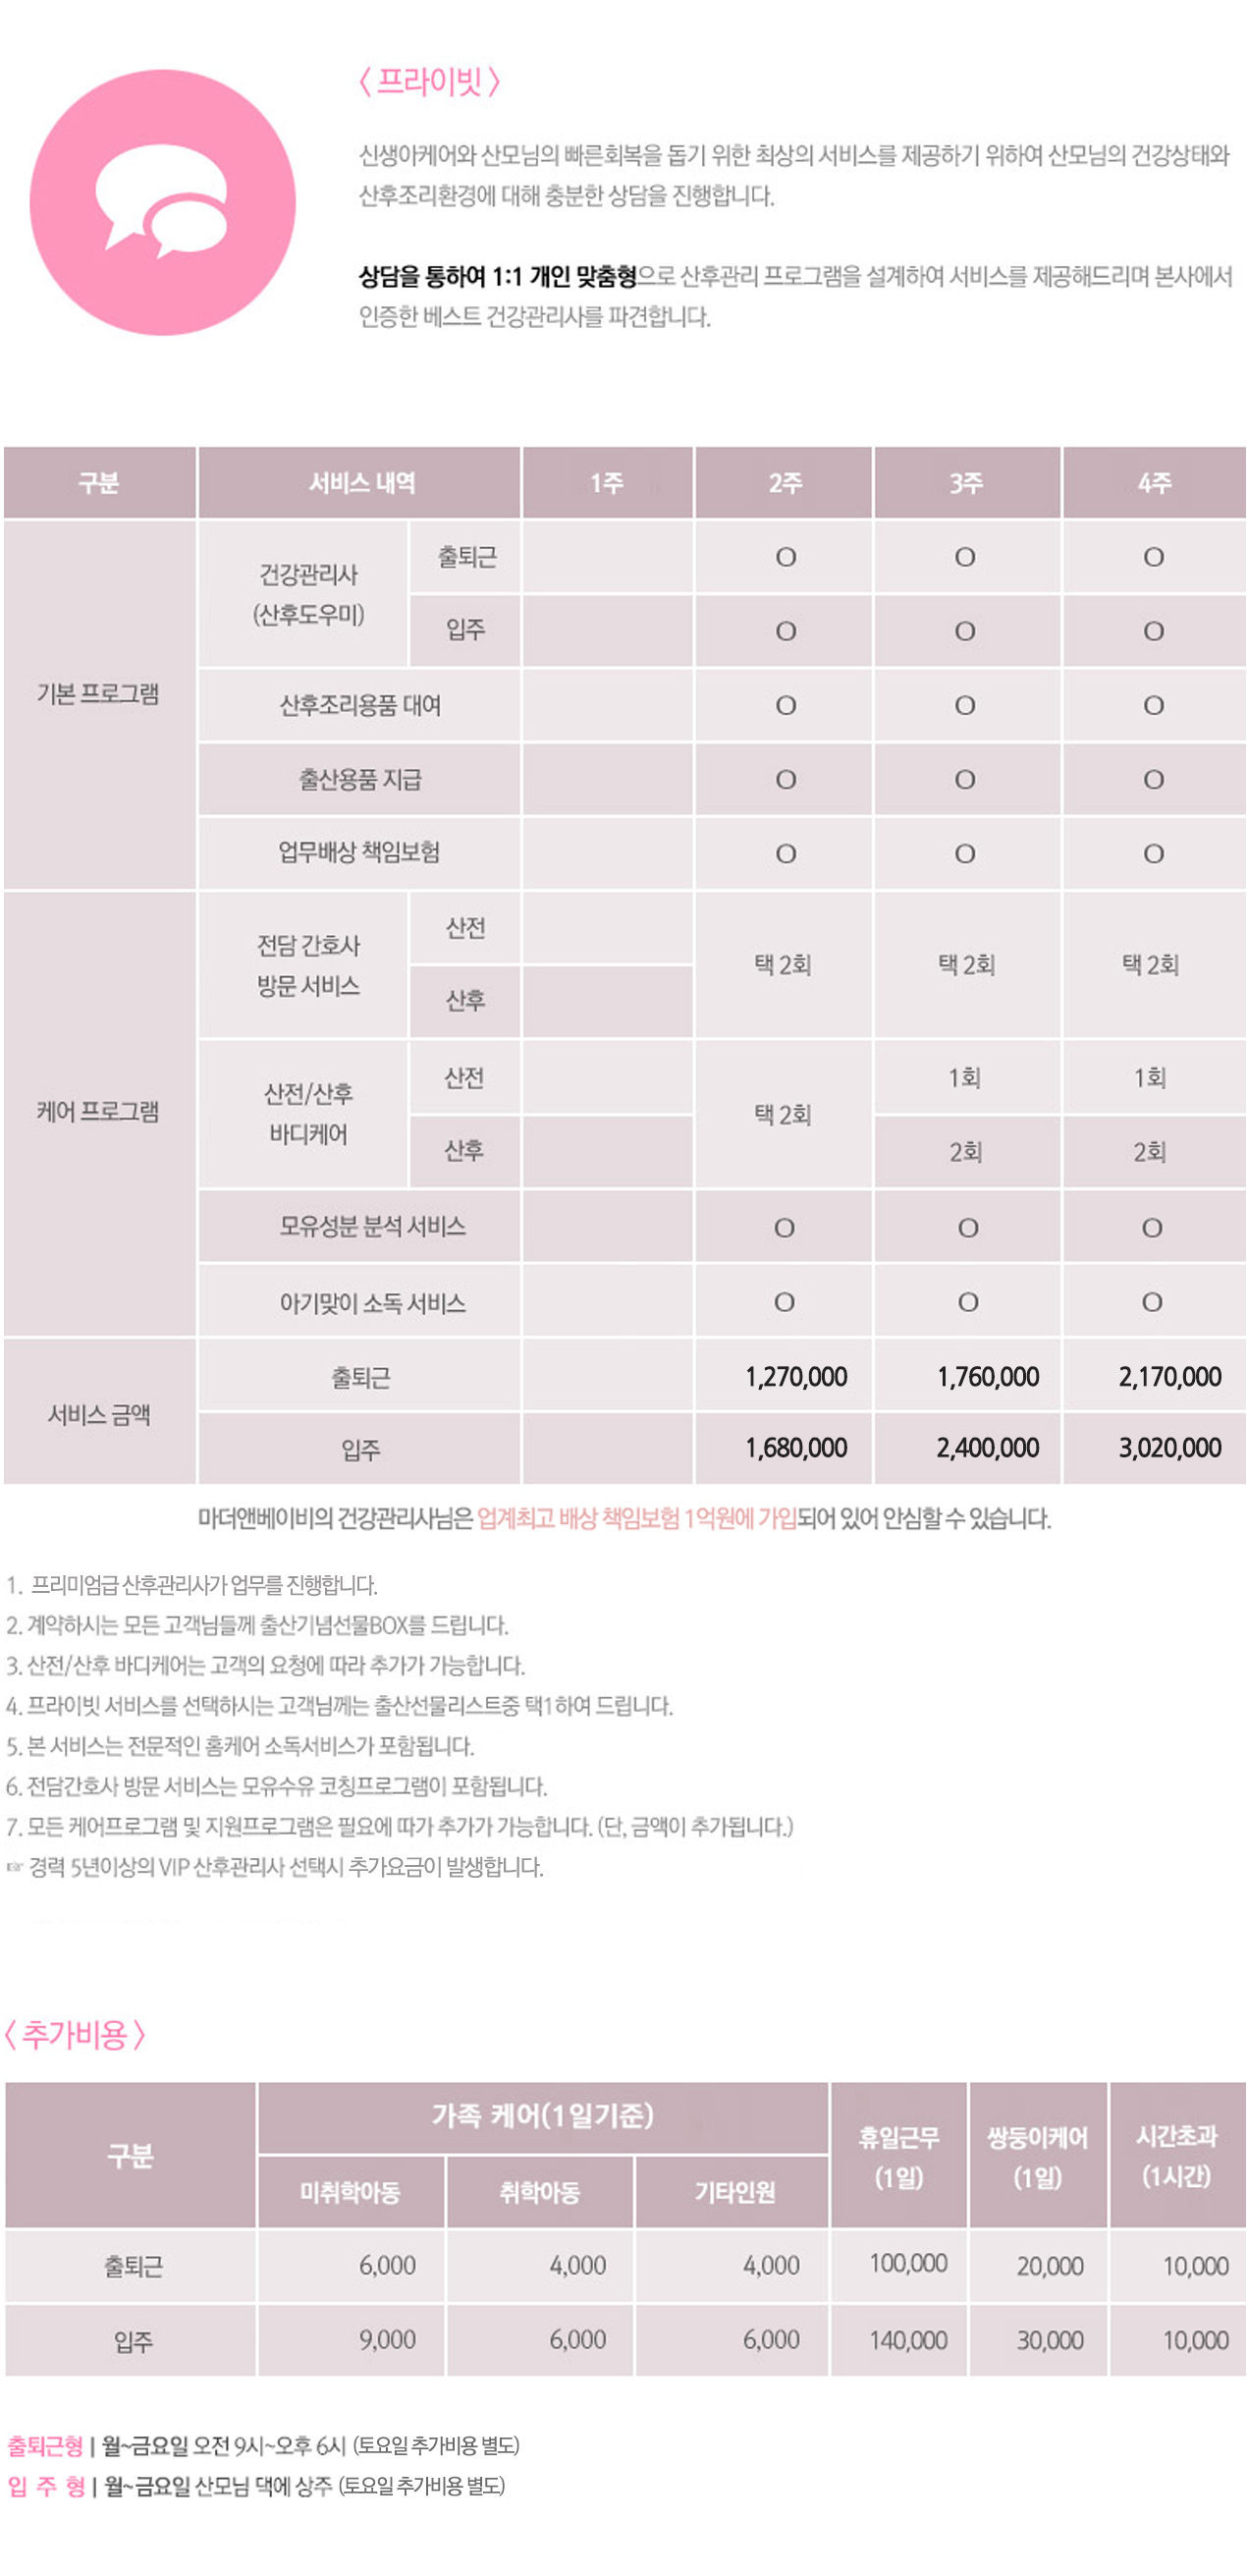 〈 프라이빗 〉
신생아케어와 산모님의 빠른회복을 돕기 위한 최상의 서비스를 제공하기 위하여 산모님의 건강상태와
산후조리환경에 대해 충분한 상담을 진행합니다.
상담을 통하여 1:1 개인 맞춤형으로 산후관리 프로그램을 설계하여 서비스를 제공해드리며 본사에서
인증한 베스트 건강관리사를 파견합니다.
구분 서비스 내역 1주 2주 3주 4주
기본 프로그램
건강관리사
(산후도우미)
출퇴근 O O O
입주 O O O
산후조리용품 대여 O O O
출산용품 지급 O O O
업무배상 책임보험 O O O
케어 프로그램
전담 간호사
방문 서비스
산전
산후
택 2회 택 2회 택 2회
산전/산후
바디케어
산전
산후
택 2회
1회 1회
2회 2회
모유성분 분석 서비스 O O O
아기맞이 소독 서비스 O O O
서비스 금액
출퇴근 1,270,000 1,760,000 2,170,000
입주 1,680,000 2,400,000 3,020,000
마더앤베이비의 건강관리사님은 업계최고 배상 책임보험 1억원에 가입되어 있어 안심할 수 있습니다.
1. 프리미엄급 산후관리사가 업무를 진행합니다.
2. 계약하시는 모든 고객님들께 출산기념선물BOX를 드립니다.
3. 산전/산후 바디케어는 고객의 요청에 따라 추가가 가능합니다.
4. 프라이빗 서비스를 선택하시는 고객님께는 출산선물리스트중 택1하여 드립니다.
5. 본 서비스는 전문적인 홈케어 소독서비스가 포함됩니다.
6. 전담간호사 방문 서비스는 모유수유 코칭프로그램이 포함됩니다.
7. 모든 케어프로그램 및 지원프로그램은 필요에 따가 추가가 가능합니다. (단, 금액이 추가됩니다.)
☞ 경력 5년이상의 VIP 산후관리사 선택시 추가요금이 발생합니다.
〈 추가비용 〉
구분
가족 케어(1일기준)
미취학아동 취학아동 기타인원
휴일근무
(1일)
쌍둥이케어
(1일)
시간초과
(1시간)
출퇴근 6,000 4,000 4,000 100,000 20,000 10,000
입주 9,000 6,000 6,000 140,000 30,000 10,000
출퇴근형 | 월~금요일 오전 9시~오후 6시 (토요일 추가비용 별도)
입 주 형 | 월~금요일 산모님 댁에 상주 (토요일 추가비용 별도)